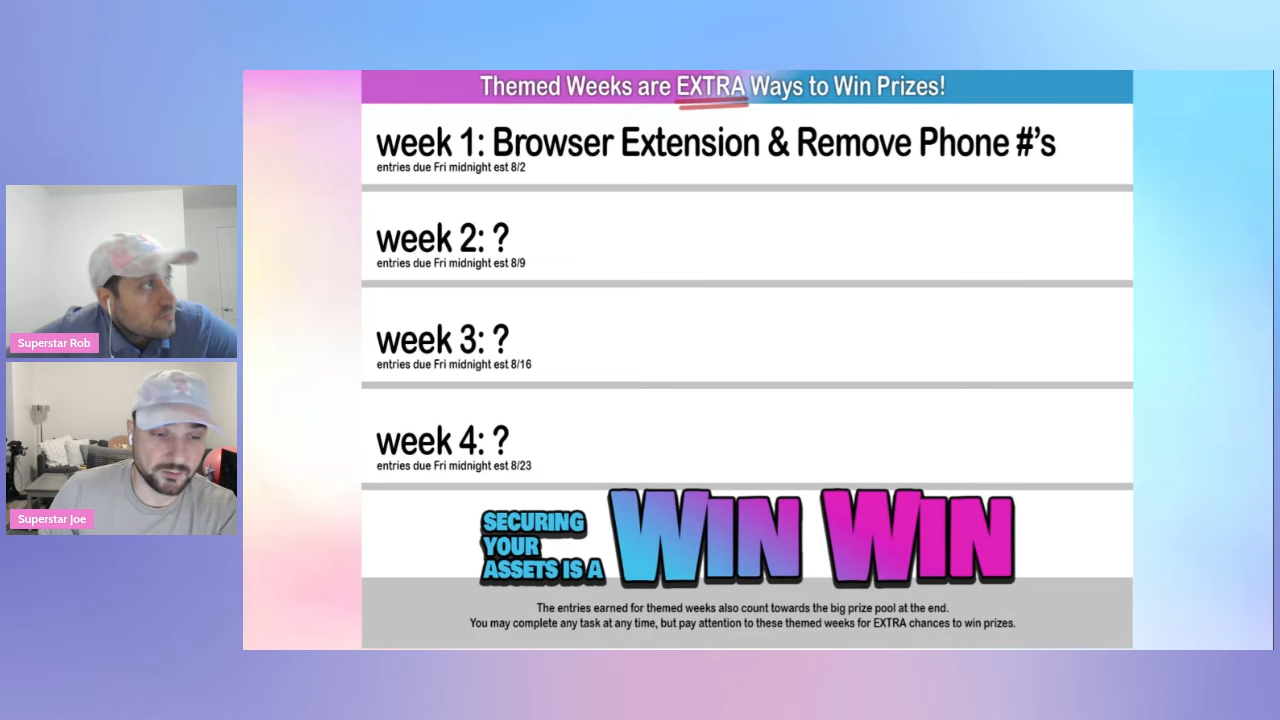 Themed Weeks are EXTRA Ways to Win Prizes!
week 1: Browser Extension & Remove Phone #'s
entries due Fri midnight est 8/2
week 2: ?
entries due Fri midnight est 8/9
week 3: ?
entries due Fri midnight est 8/16
week 4: ?
entries due Fri midnight est 8/23
SECURING
YOUR
ASSETS IS A
WIN WIN
The entries earned for themed weeks also count towards the big prize pool at the end.
You may complete any task at any time, but pay attention to these themed weeks for EXTRA chances to win prizes.
Superstar Rob
Superstar Joe